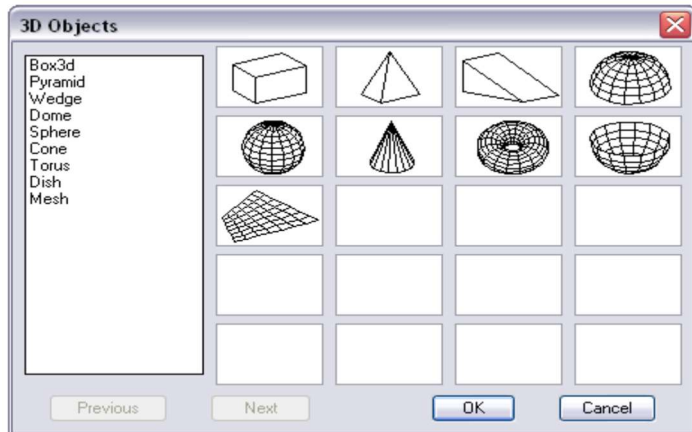 3D Objects
Box3d
Pyramid
Wedge
Dome
Sphere
Cone
Torus
Dish
Mesh
Previous
Next
OK
Cancel